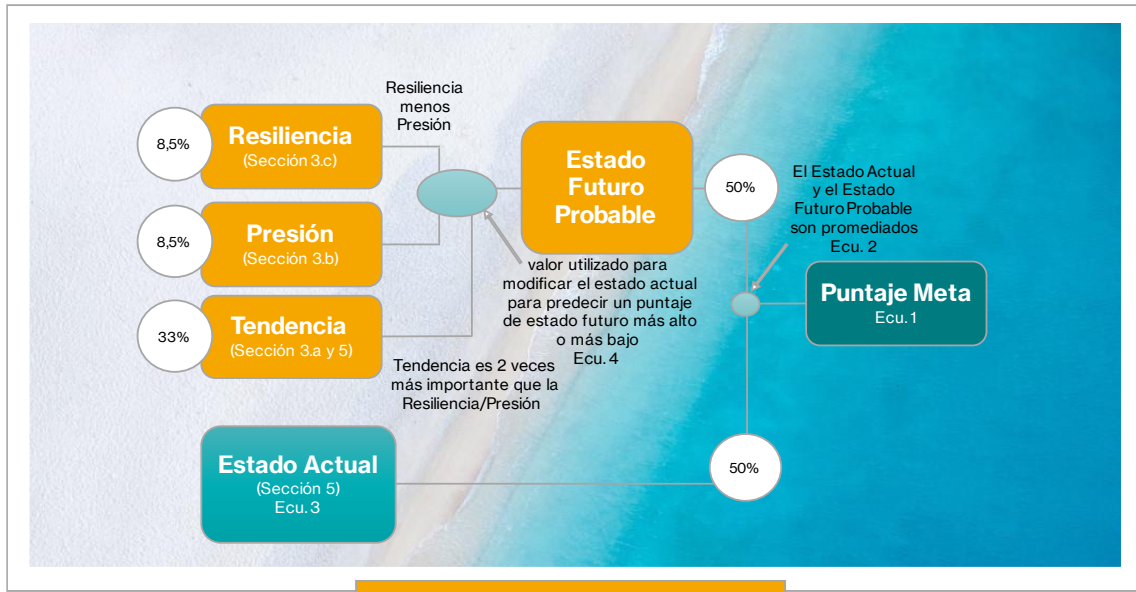 Resiliencia
menos
Presión
8,5%
Resiliencia
(Sección 3.c)
8,5%
Presión
(Sección 3.b)
33%
Tendencia
(Sección 3.a y 5)
Estado
Futuro
Probable
50%
El Estado Actual
y el Estado
Futuro Probable
son promediados
Ecu. 2
valor utilizado para
modificar el estado actual
para predecir un puntaje
de estado futuro más alto
o más bajo
Ecu. 4
Puntaje Meta
Ecu. 1
Tendencia es 2 veces
más importante que la
Resiliencia/Presión
Estado Actual
(Sección 5)
Ecu. 3
50%